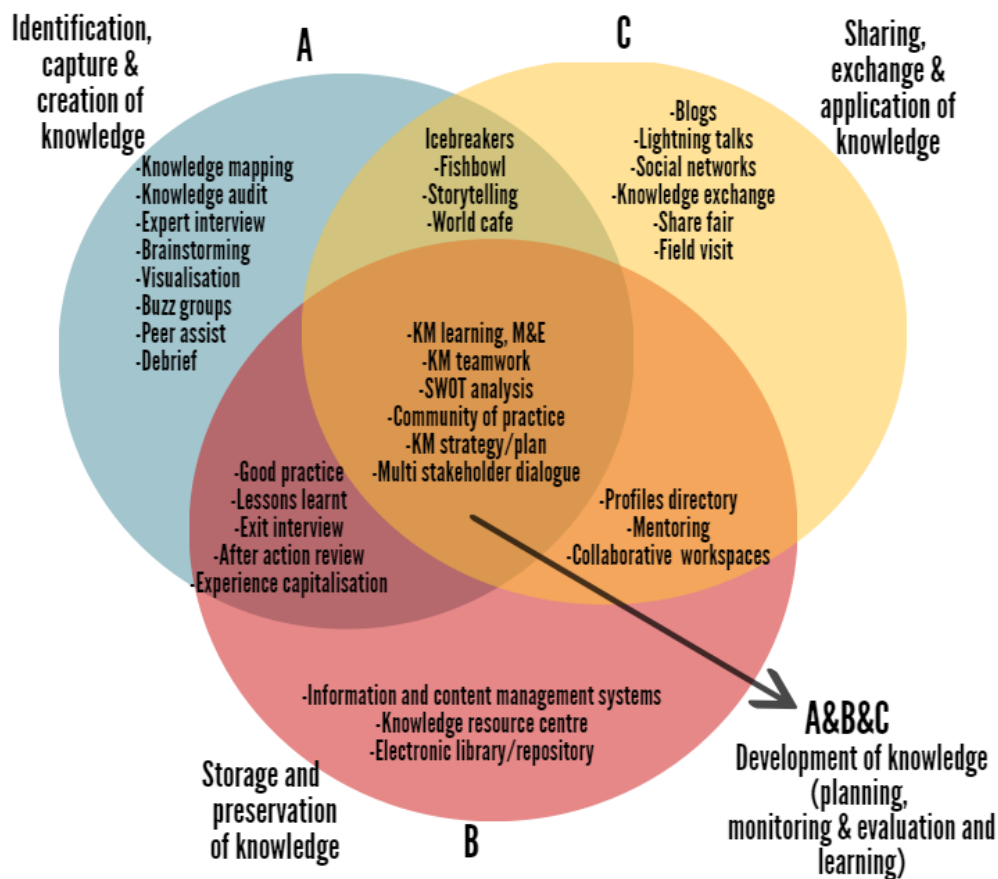 Identification,
capture &
creation of
knowledge
A
C
Sharing,
exchange &
application of
knowledge
-Knowledge mapping
-Knowledge audit
-Expert interview
-Brainstorming
-Visualisation
-Buzz groups
-Peer assist
-Debrief
Icebreakers
-Fishbowl
-Storytelling
-World cafe
-Blogs
-Lightning talks
-Social networks
-Knowledge exchange
-Share fair
-Field visit
-KM learning, M&E
-KM teamwork
-SWOT analysis
-Community of practice
-KM strategy/plan
-Multi stakeholder dialogue
-Good practice
-Lessons learnt
-Exit interview
-After action review
-Experience capitalisation
-Profiles directory
-Mentoring
-Collaborative workspaces
-Information and content management systems
-Knowledge resource centre
-Electronic library/repository
Storage and
preservation
of knowledge
B
A&B&C
Development of knowledge
(planning,
monitoring & evaluation and
learning)